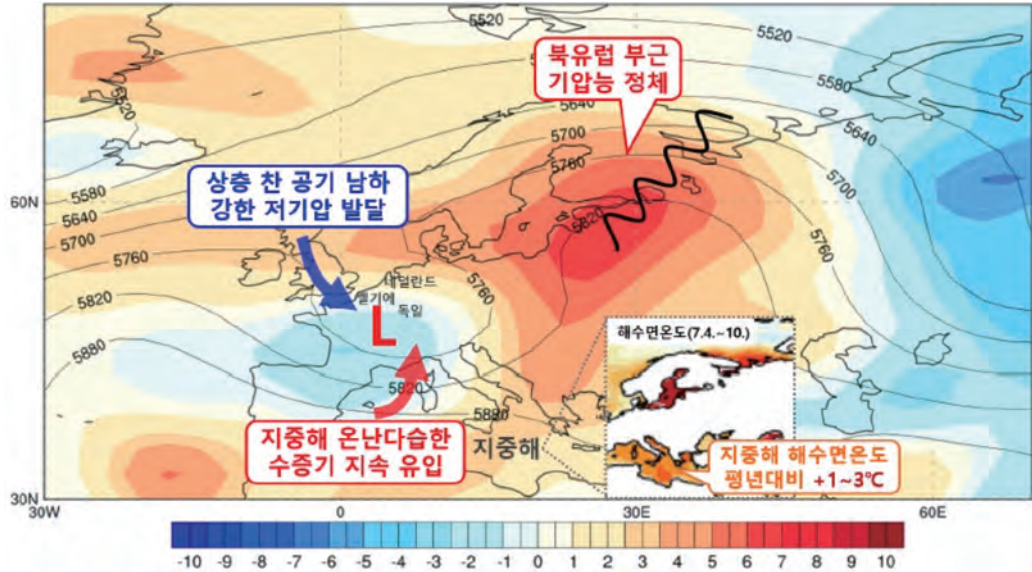 5520
5520
5520
5580
5640
5640
5700
5760
북유럽 부근
기압능 정체
상층 찬 공기 남하
강한 저기압 발달
60N
5580
5640
5700
5760
5820
5700
5760
5820
5760
네덜란드
벨기에
독일
L
5880
5820
5880
해수면온도(7.4.~10.)
지중해 온난다습한
수증기 지속 유입
지중해
지중해 해수면온도
평년대비 +1~3℃
30N
30W
0
30E
60E
-10 -9 -8 -7 -6 -5 -4 -3 -2 -1 0 1 2 3 4 5 6 7 8 9 10